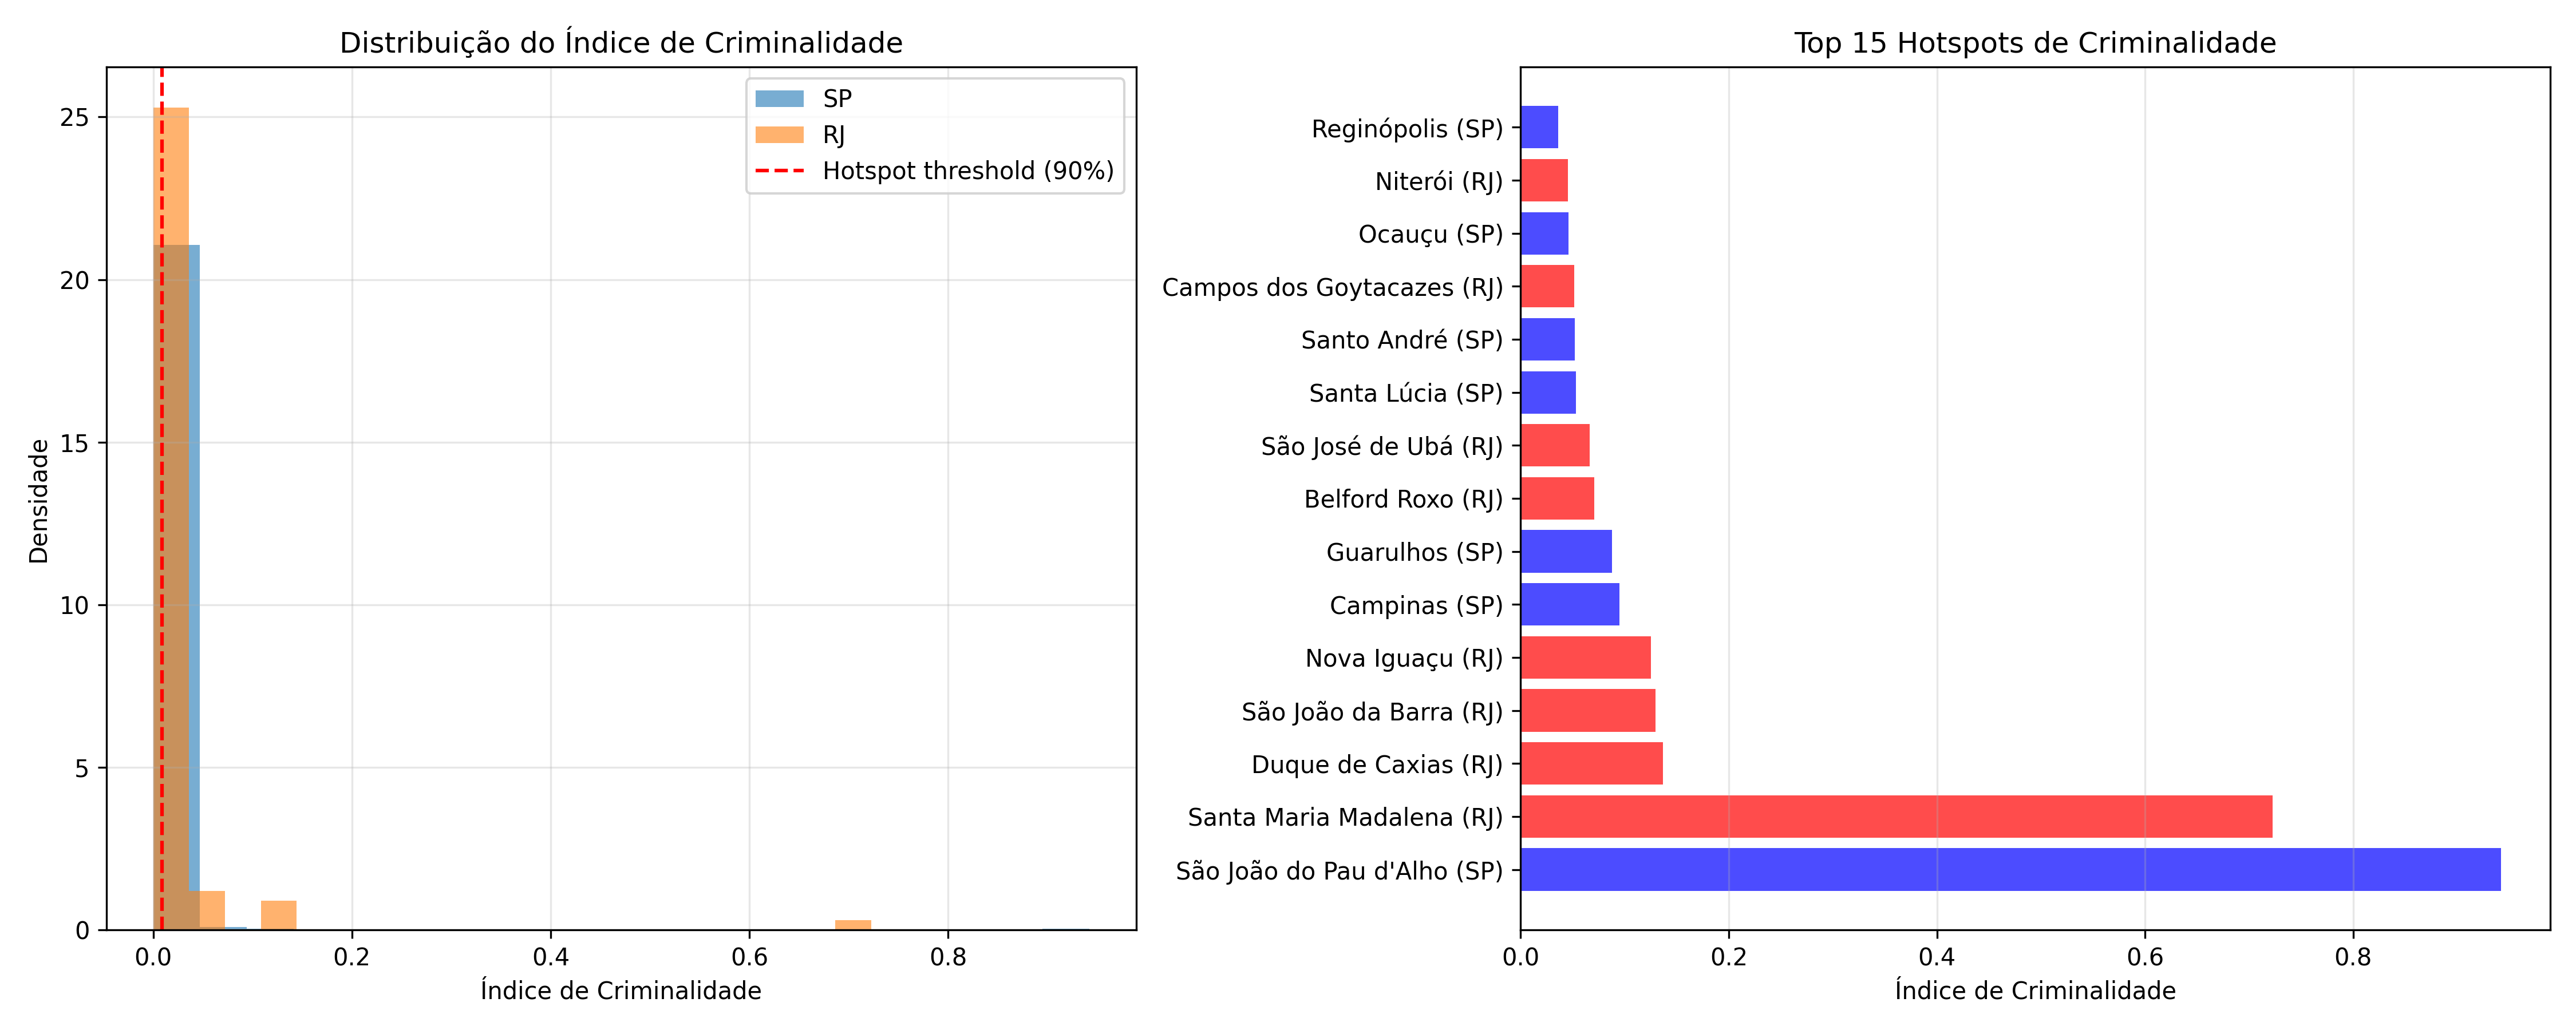 Distribuição do Índice de Criminalidade
SP
RJ
Hotspot threshold (90%)
Densidade
25
20
15
10
5
0
0.0 0.2 0.4 0.6 0.8
Índice de Criminalidade
Top 15 Hotspots de Criminalidade
Reginópolis (SP)
Niterói (RJ)
Ocauçu (SP)
Campos dos Goytacazes (RJ)
Santo André (SP)
Santa Lúcia (SP)
São José de Ubá (RJ)
Belford Roxo (RJ)
Guarulhos (SP)
Campinas (SP)
Nova Iguaçu (RJ)
São João da Barra (RJ)
Duque de Caxias (RJ)
Santa Maria Madalena (RJ)
São João do Pau d'Alho (SP)
0.0 0.2 0.4 0.6 0.8
Índice de Criminalidade